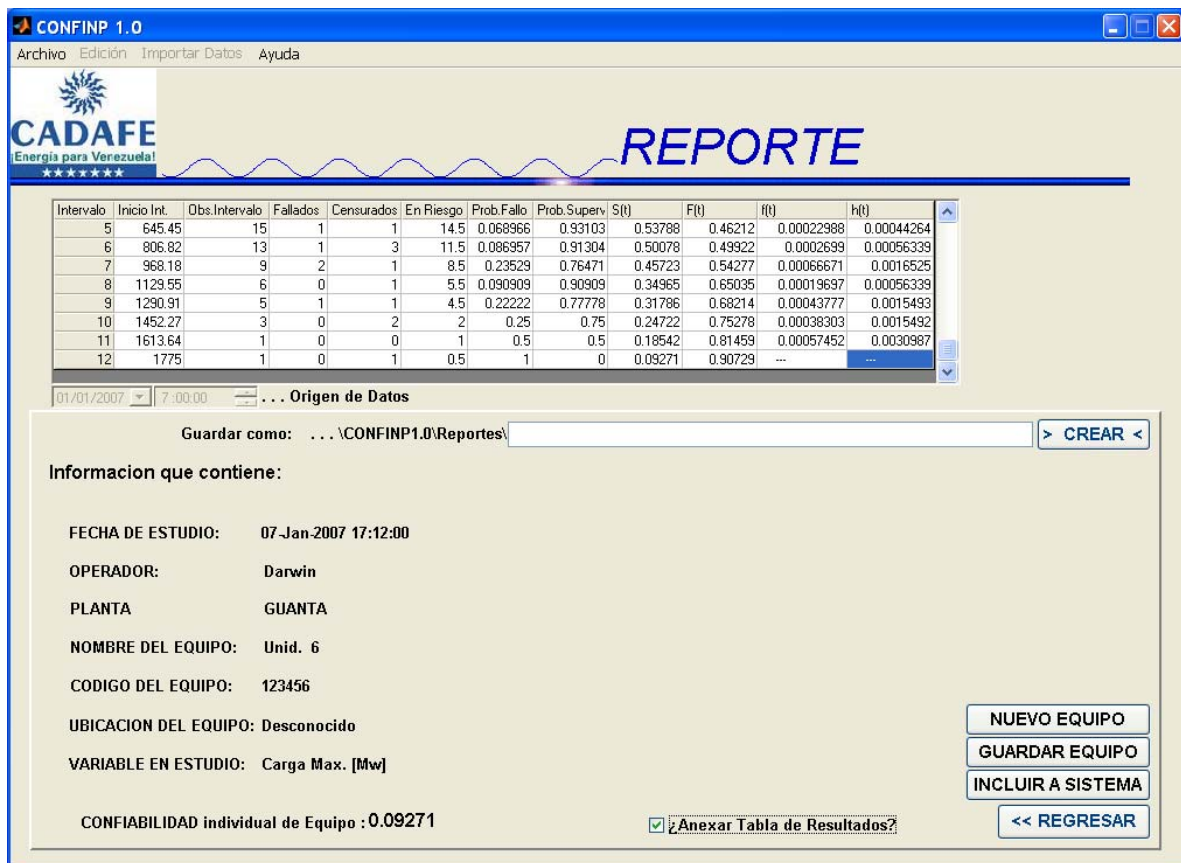 CONFINP 1.0
Archivo Edición Importar Datos Ayuda
CADAFE
¡Energía para Venezuela!
REPORTE
Intervalo Inicio Int. Obs.Intervalo Fallados Censurados En Riesgo Prob.Fallo Prob.Superv S(t) F(t) f(t) h(t)
5 645.45 15 1 1 14.5 0.068966 0.93103 0.53788 0.46212 0.00022988 0.00044264
6 806.82 13 1 3 11.5 0.086957 0.91304 0.50078 0.49922 0.0002699 0.00056339
7 968.18 9 2 1 8.5 0.23529 0.76471 0.45723 0.54277 0.00066671 0.0016525
8 1129.55 6 0 1 5.5 0.090909 0.90909 0.34965 0.65035 0.00019697 0.00056339
9 1290.91 5 1 1 4.5 0.22222 0.77778 0.31786 0.68214 0.00043777 0.0015493
10 1452.27 3 0 2 2 0.25 0.75 0.24722 0.75278 0.00038303 0.0015492
11 1613.64 1 0 0 1 0.5 0.5 0.18542 0.81459 0.00057452 0.0030987
12 1775 1 0 1 0.5 1 0 0.09271 0.90729 --- ---
01/01/2007 7:00:00 . . . Origen de Datos
Guardar como: . . . \CONFINP1.0\Reportes\ > CREAR <
Informacion que contiene:
FECHA DE ESTUDIO: 07-Jan-2007 17:12:00
OPERADOR: Darwin
PLANTA GUANTA
NOMBRE DEL EQUIPO: Unid. 6
CODIGO DEL EQUIPO: 123456
UBICACION DEL EQUIPO: Desconocido
VARIABLE EN ESTUDIO: Carga Max. [Mw]
NUEVO EQUIPO
GUARDAR EQUIPO
INCLUIR A SISTEMA
CONFIABILIDAD individual de Equipo : 0.09271 ¿Anexar Tabla de Resultados? << REGRESAR